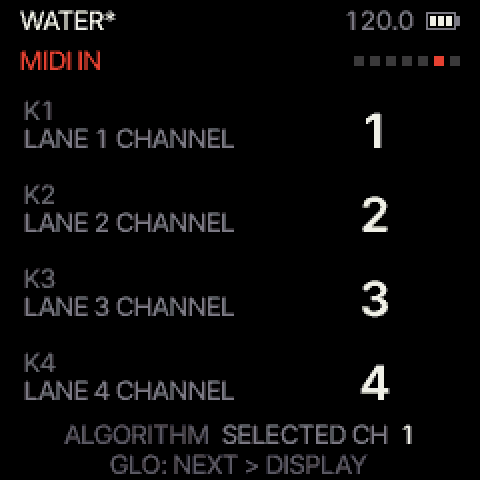 WATER* 120.0
MIDI IN
K1
LANE 1 CHANNEL 1
K2
LANE 2 CHANNEL 2
K3
LANE 3 CHANNEL 3
K4
LANE 4 CHANNEL 4
ALGORITHM SELECTED CH 1
GLO: NEXT > DISPLAY